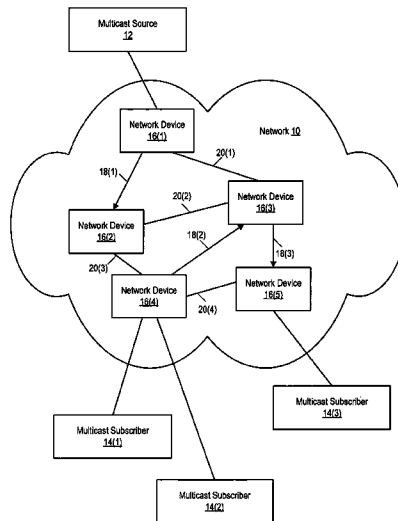 Multicast Source
12
Network Device
16(1)
Network 10
20(1)
18(1)
20(2)
Network Device
16(3)
Network Device
16(2)
18(2)
18(3)
20(3)
Network Device
16(4)
Network Device
16(5)
20(4)
Multicast Subscriber
14(3)
Multicast Subscriber
14(1)
Multicast Subscriber
14(2)